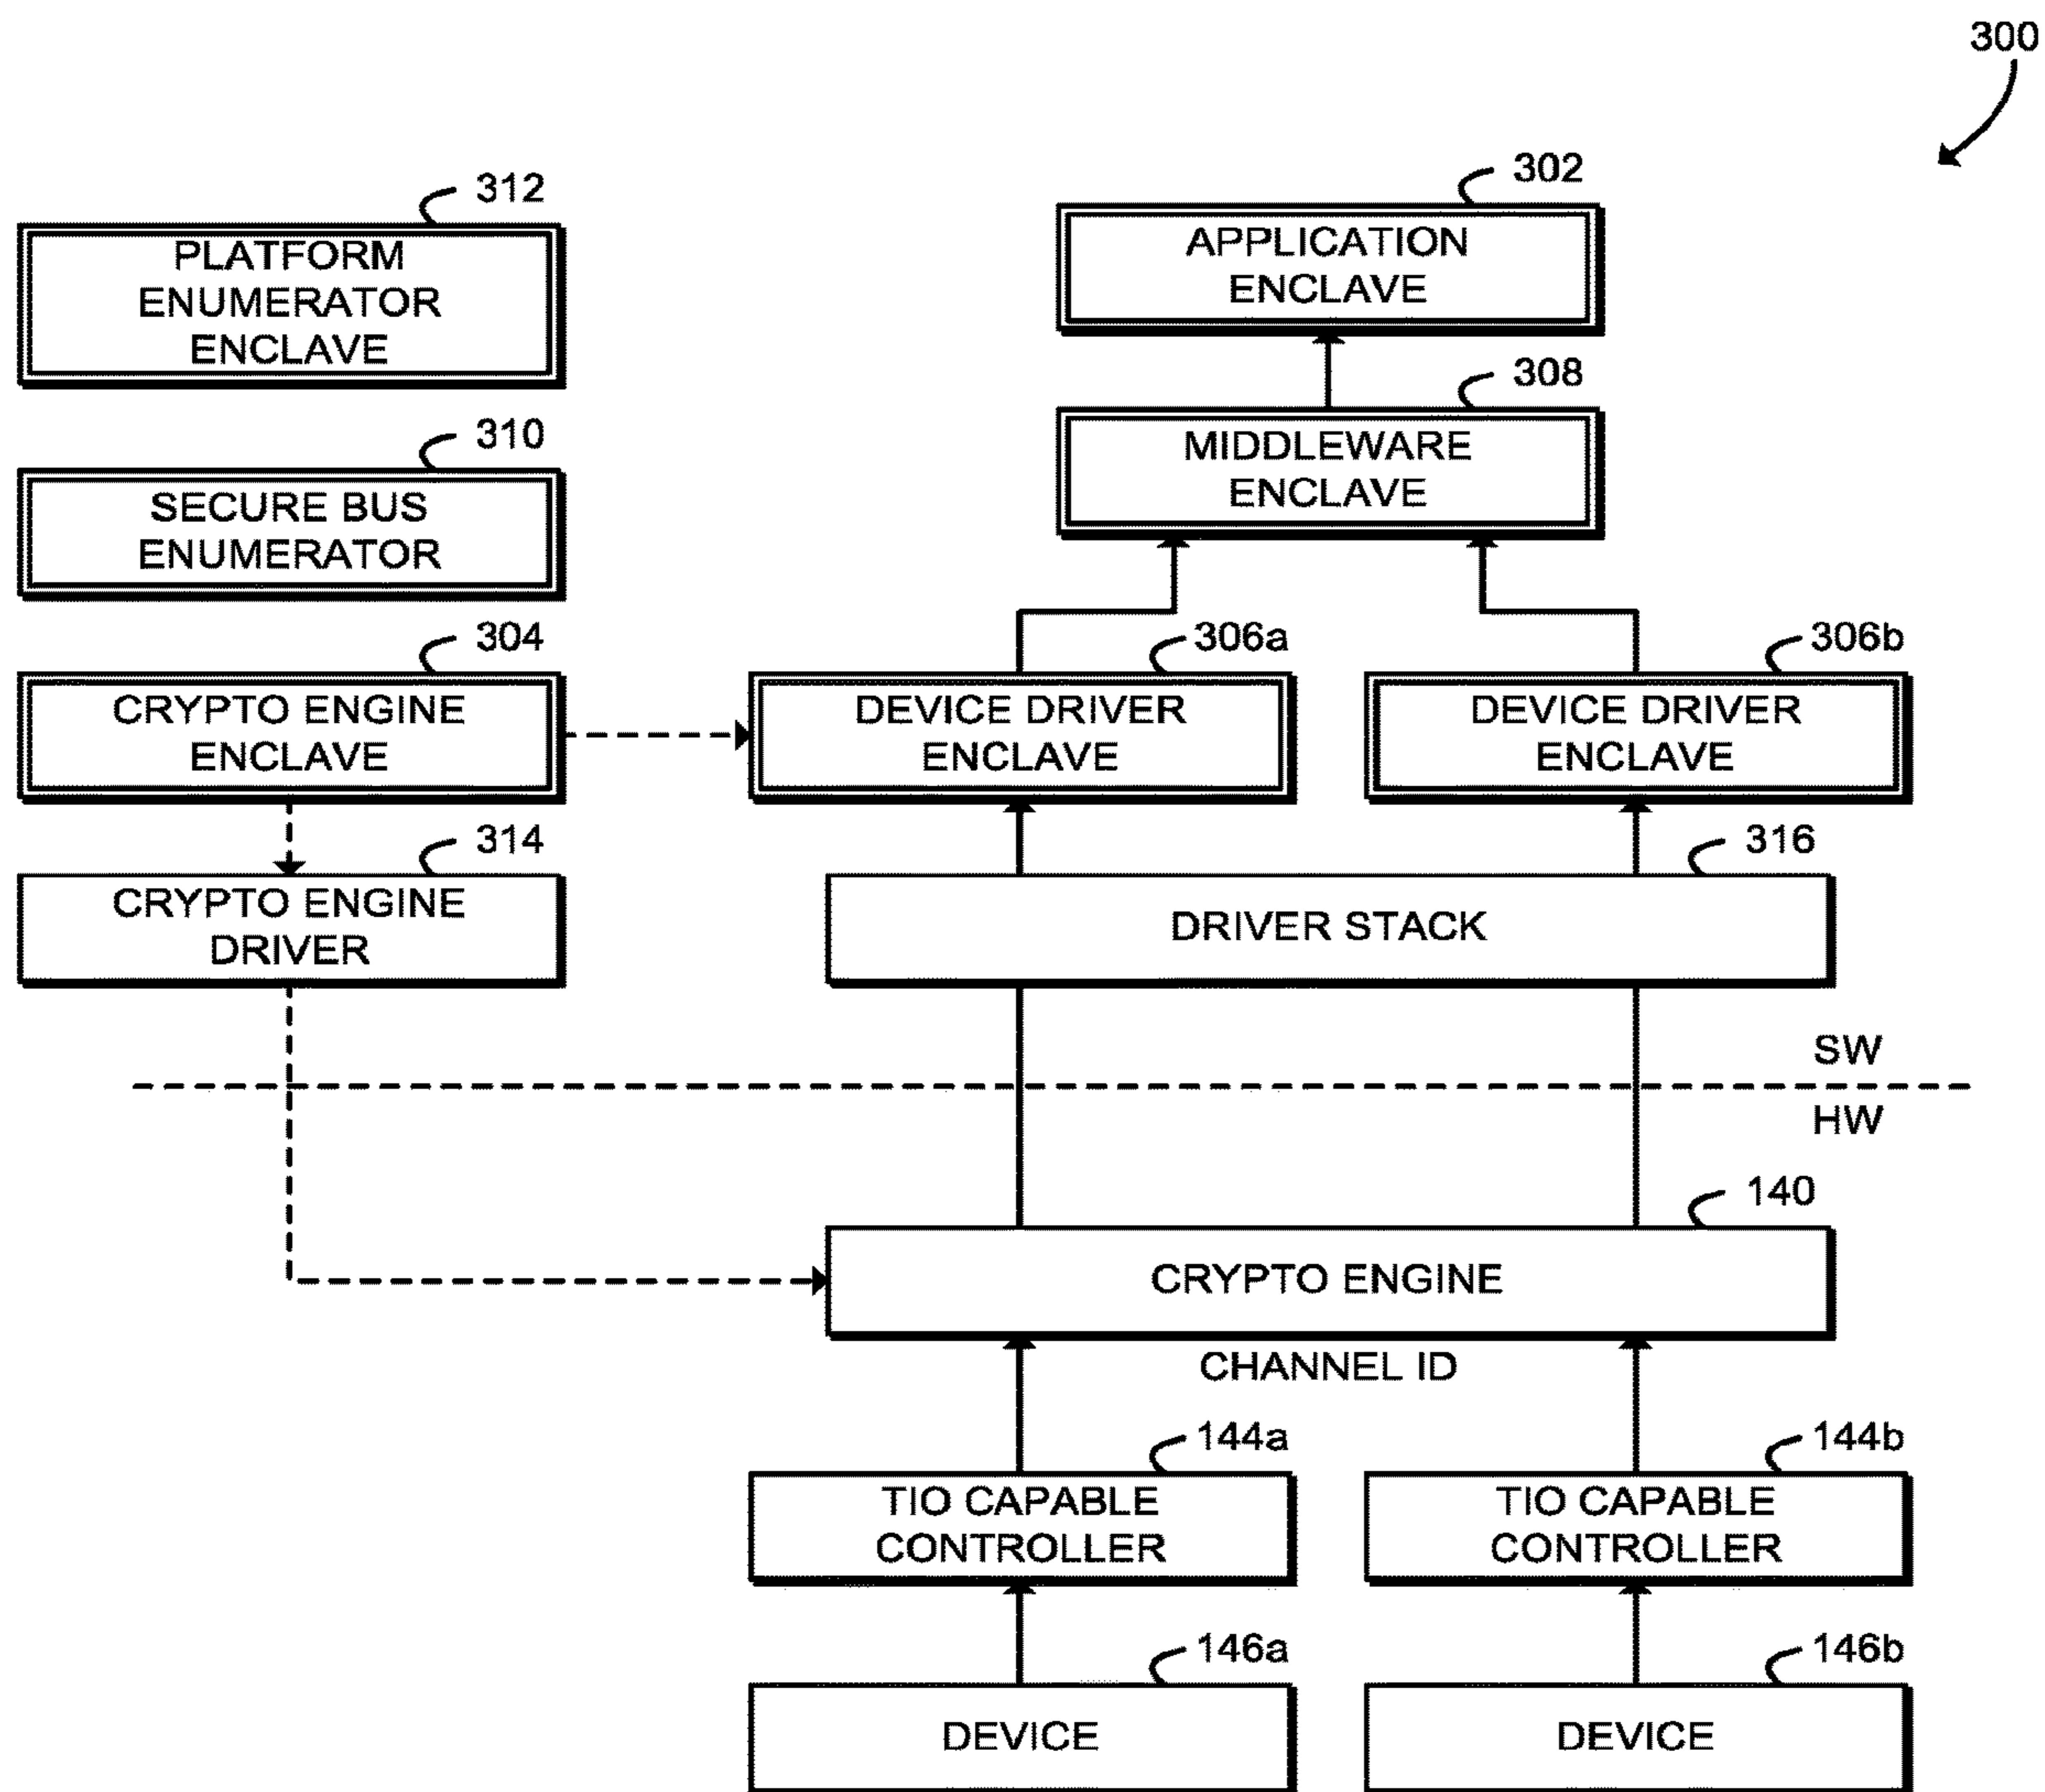 300
312
302
PLATFORM
ENUMERATOR
ENCLAVE
APPLICATION
ENCLAVE
308
310
MIDDLEWARE
ENCLAVE
SECURE BUS
ENUMERATOR
304
306a
306b
CRYPTO ENGINE
ENCLAVE
DEVICE DRIVER
ENCLAVE
DEVICE DRIVER
ENCLAVE
314
316
CRYPTO ENGINE
DRIVER
DRIVER STACK
SW
HW
140
CRYPTO ENGINE
CHANNEL ID
144a
144b
TIO CAPABLE
CONTROLLER
TIO CAPABLE
CONTROLLER
146a
146b
DEVICE
DEVICE